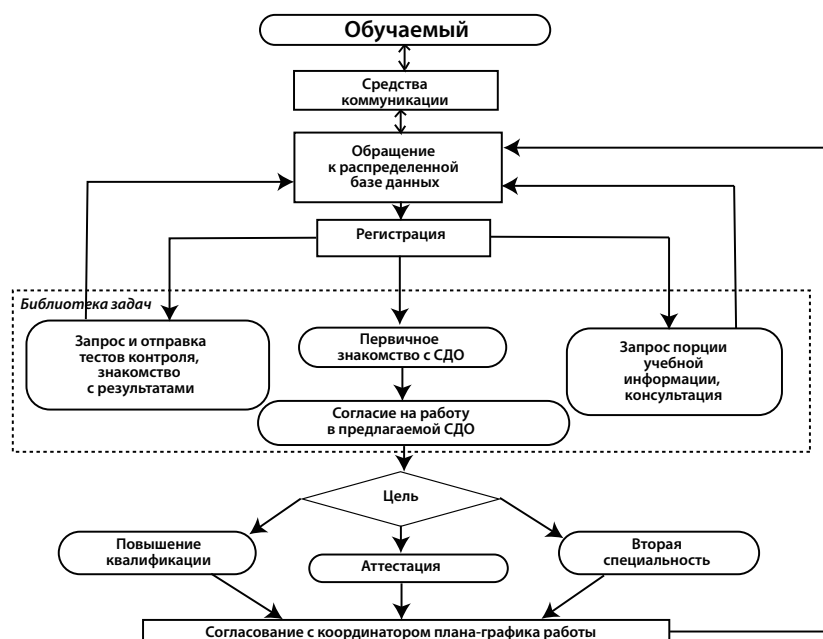 Обучаемый
Средства
коммуникации
Обращение
к распределенной
базе данных
Регистрация
Библиотека задач
Запрос и отправка
тестов контроля,
знакомство
с результатами
Первичное
знакомство с СДО
Запрос порции
учебной
информации,
консультация
Согласие на работу
в предлагаемой СДО
Цель
Повышение
квалификации
Аттестация
Вторая
специальность
Согласование с координатором плана-графика работы